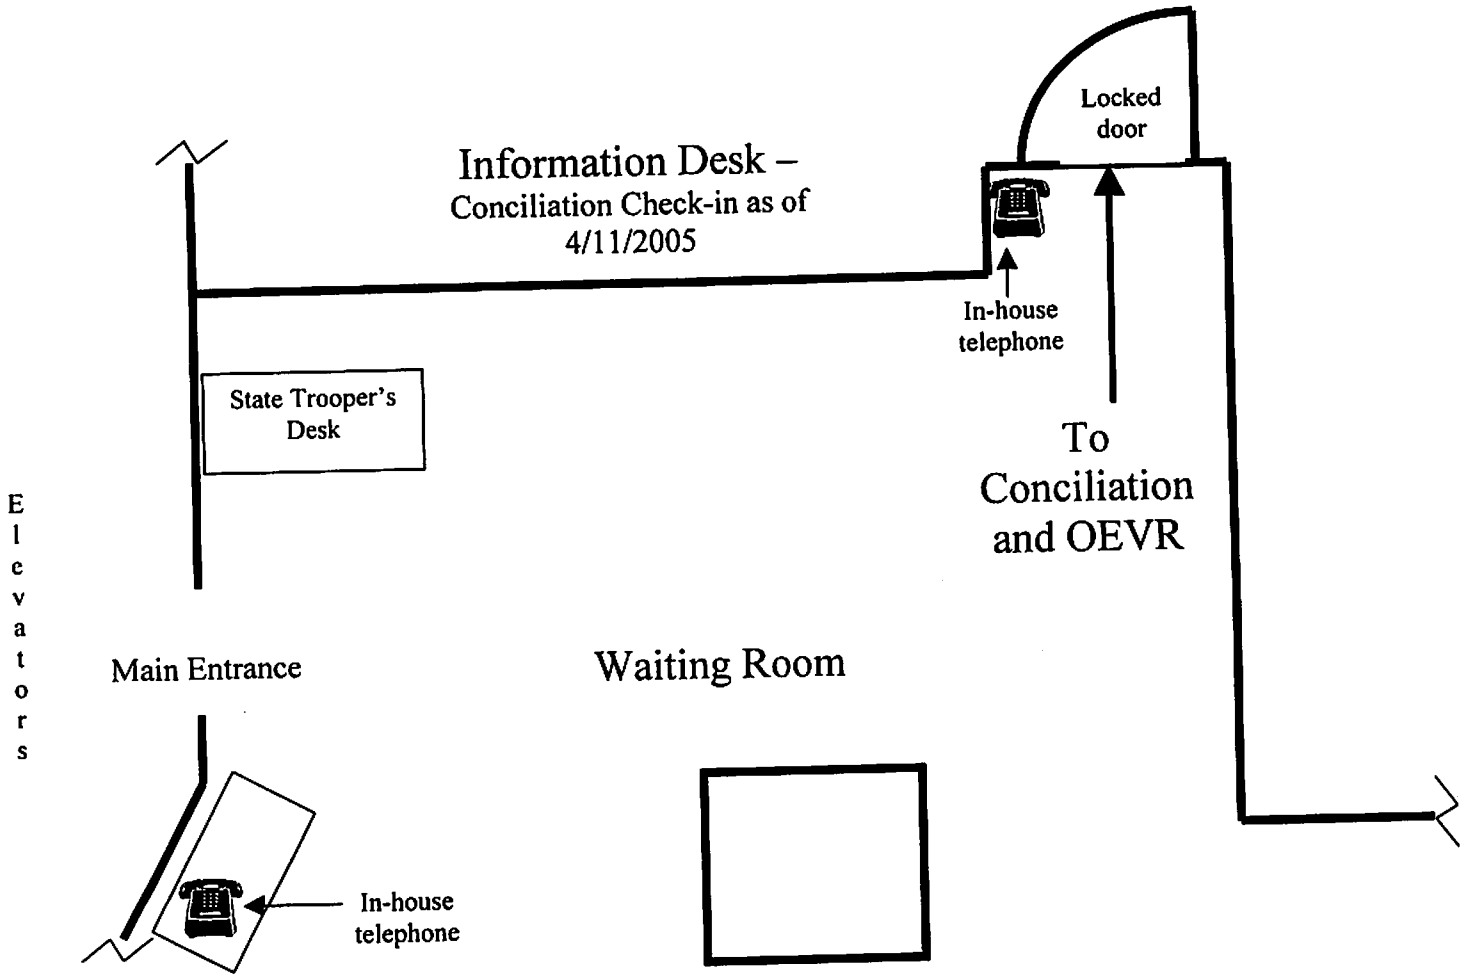 Locked
door
Information Desk –
Conciliation Check-in as of
4/11/2005
In-house
telephone
State Trooper's
Desk
To
Conciliation
and OEVR
Elevators
Main Entrance
Waiting Room
In-house
telephone